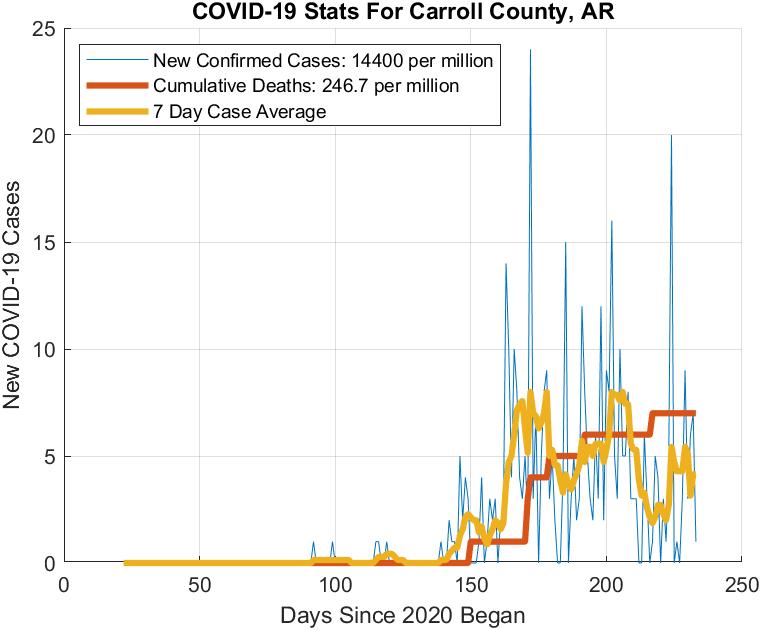 COVID-19 Stats For Carroll County, AR
25
New Confirmed Cases: 14400 per million
Cumulative Deaths: 246.7 per million
7 Day Case Average
20
15
10
5
0
New COVID-19 Cases
0 50 100 150 200 250
Days Since 2020 Began